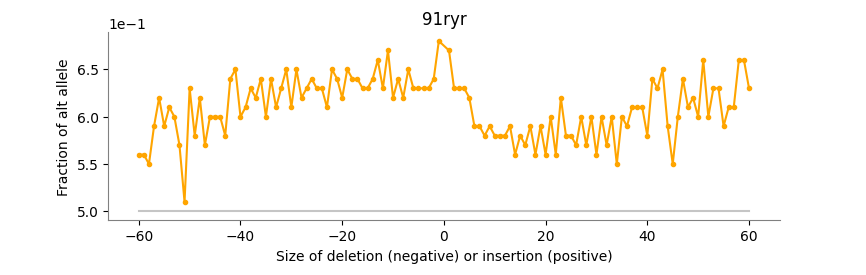 91ryr
1e−1
6.5
6.0
5.5
5.0
Fraction of alt allele
−60
−40
−20
0
20
40
60
Size of deletion (negative) or insertion (positive)